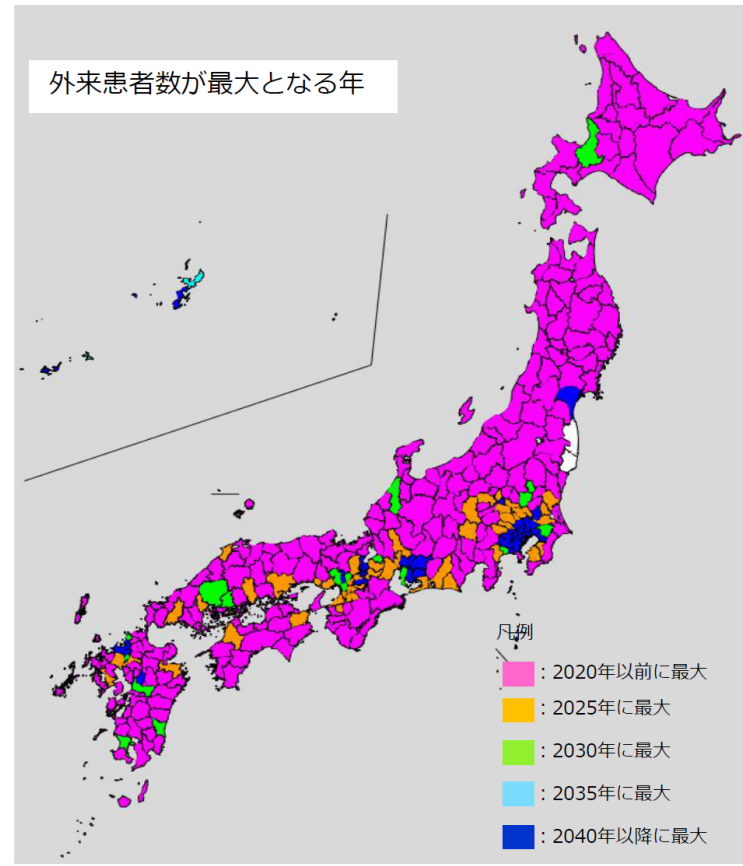 外来患者数が最大となる年
凡例
：2020年以前に最大
：2025年に最大
：2030年に最大
：2035年に最大
：2040年以降に最大